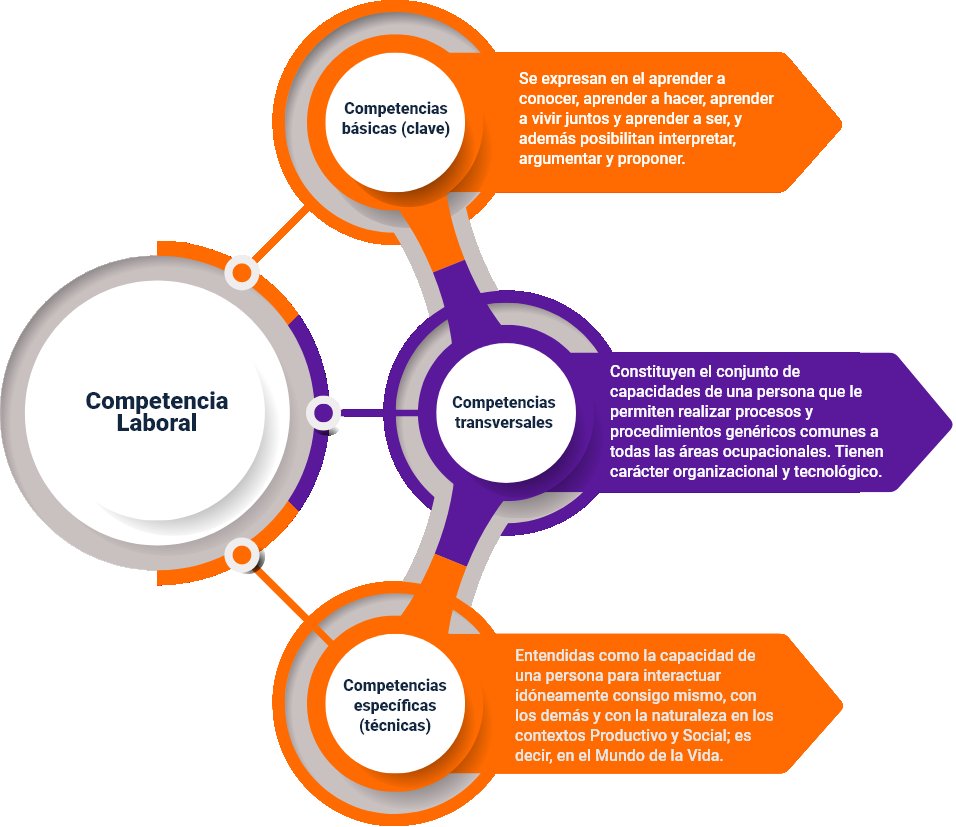 Competencias
básicas (clave)
Se expresan en el aprender a
conocer, aprender a hacer, aprender
a vivir juntos y aprender a ser, y
además posibilitan interpretar,
argumentar y proponer.
Competencia
Laboral
Competencias
transversales
Constituyen el conjunto de
capacidades de una persona que le
permiten realizar procesos y
procedimientos genéricos comunes a
todas las áreas ocupacionales. Tienen
carácter organizacional y tecnológico.
Competencias
específicas
(técnicas)
Entendidas como la capacidad de
una persona para interactuar
idóneamente consigo mismo, con
los demás y con la naturaleza en los
contextos Productivo y Social; es
decir, en el Mundo de la Vida.